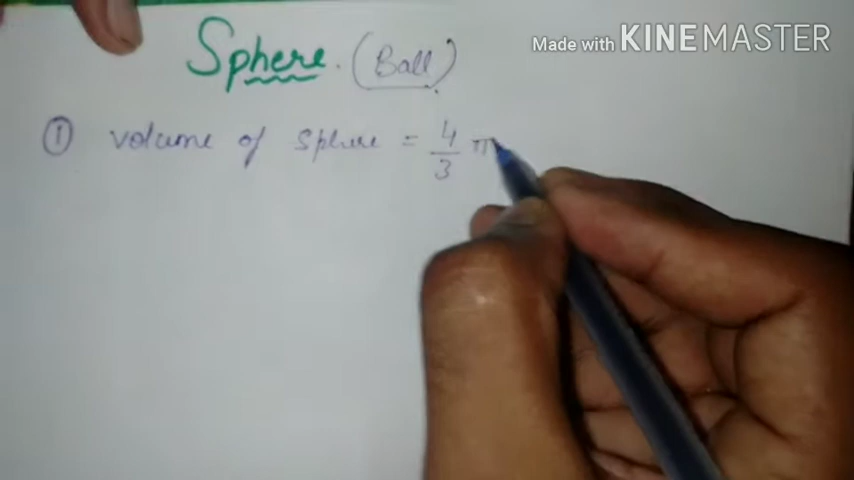 Made with KINEMASTER
Sphere. (Ball)
① volume of sphere = 4/3 π